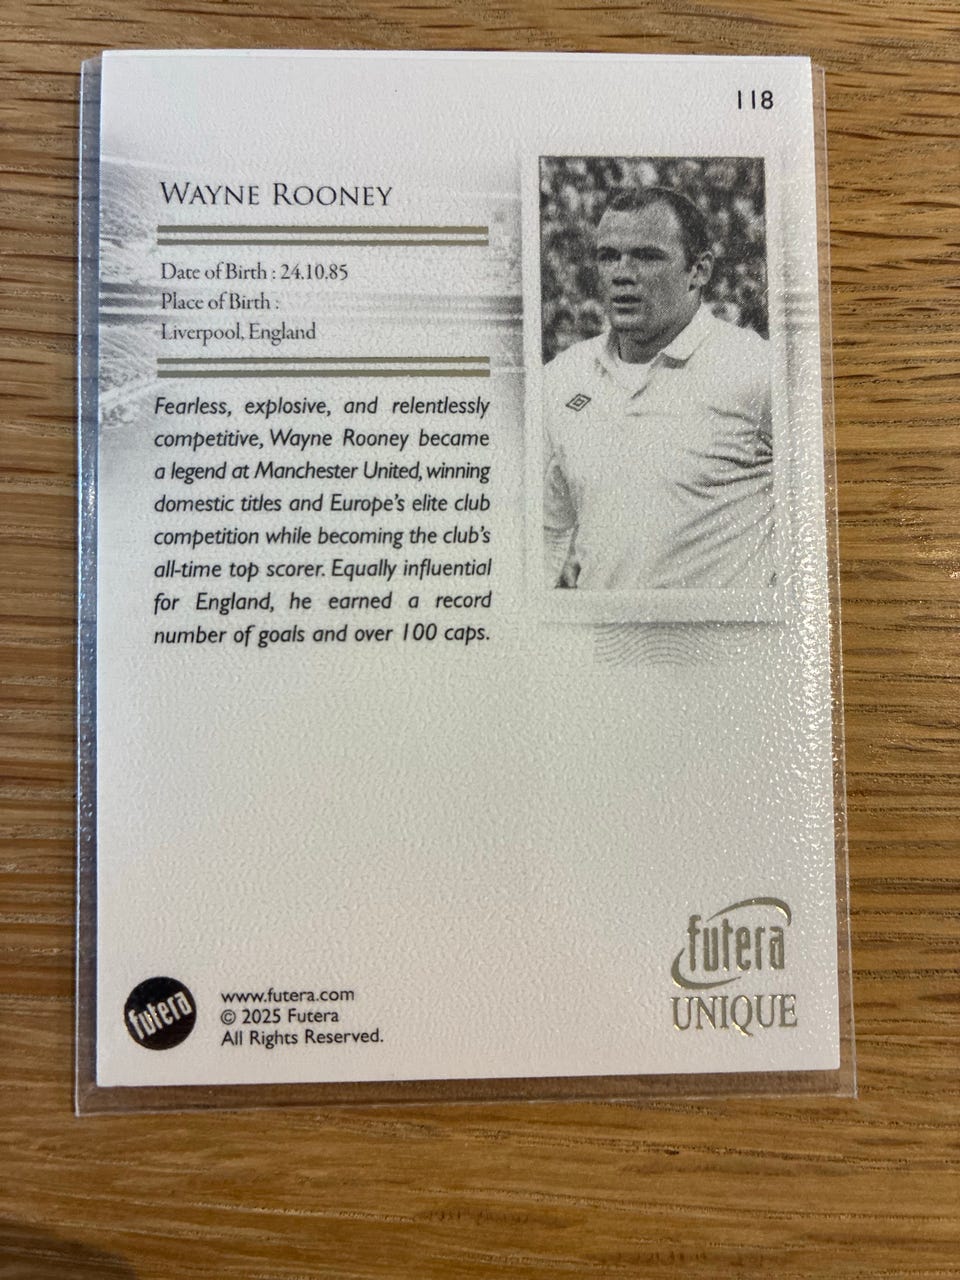 118
WAYNE ROONEY
Date of Birth : 24.10.85
Place of Birth :
Liverpool, England
Fearless, explosive, and relentlessly
competitive, Wayne Rooney became
a legend at Manchester United, winning
domestic titles and Europe's elite club
competition while becoming the club's
all-time top scorer. Equally influential
for England, he earned a record
number of goals and over 100 caps.
futera
UNIQUE
futera
www.futera.com
© 2025 Futera
All Rights Reserved.